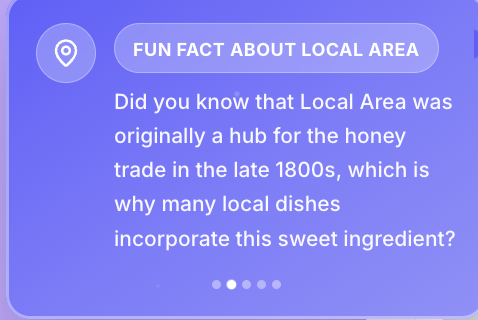 FUN FACT ABOUT LOCAL AREA
Did you know that Local Area was
originally a hub for the honey
trade in the late 1800s, which is
why many local dishes
incorporate this sweet ingredient?